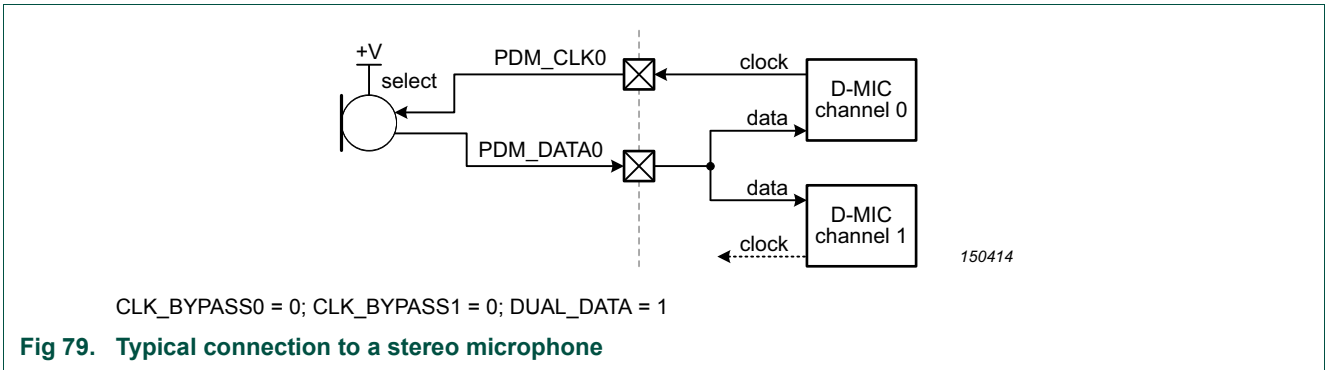 +V
select
PDM_CLK0
clock
D-MIC
channel 0
data
PDM_DATA0
data
D-MIC
channel 1
clock
150414
CLK_BYPASS0 = 0; CLK_BYPASS1 = 0; DUAL_DATA = 1
Fig 79. Typical connection to a stereo microphone